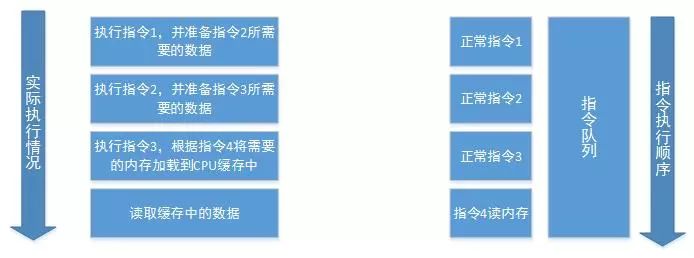 实际执行情况
执行指令1，并准备指令2所需
要的数据
执行指令2，并准备指令3所需
要的数据
执行指令3，根据指令4将需要
的内存加载到CPU缓存中
读取缓存中的数据
正常指令1
正常指令2
正常指令3
指令4读内存
指令队列
指令执行顺序